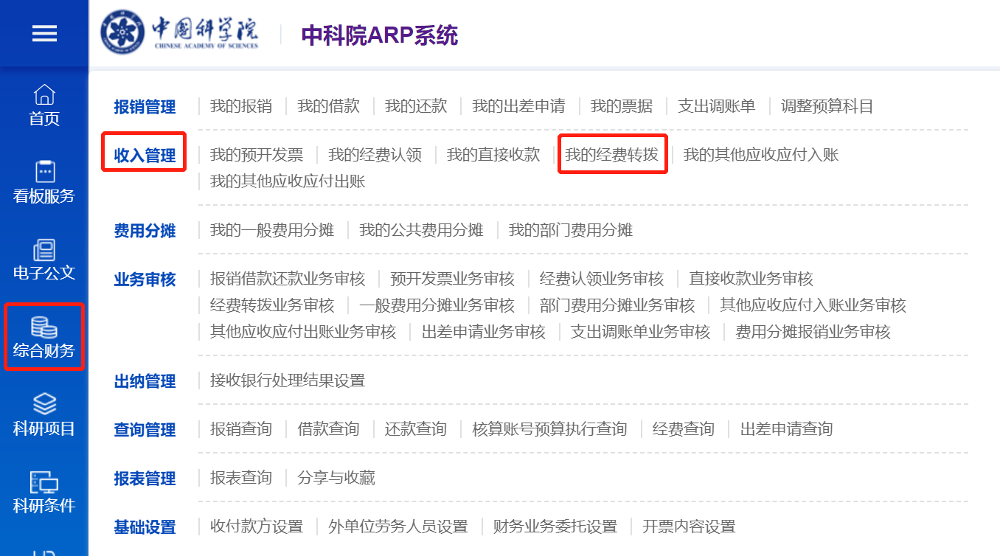 中国科学院
CHINESE ACADEMY OF SCIENCES
中科院ARP系统
首页
看板服务
电子公文
综合财务
科研项目
科研条件
报销管理 我的报销 我的借款 我的还款 我的出差申请 我的票据 支出调账单 调整预算科目
收入管理 我的预开发票 我的经费认领 我的直接收款 我的经费转拨 我的其他应收应付入账
我的其他应收应付出账
费用分摊 我的一般费用分摊 我的公共费用分摊 我的部门费用分摊
业务审核 报销借款还款业务审核 预开发票业务审核 经费认领业务审核 直接收款业务审核
经费转拨业务审核 一般费用分摊业务审核 部门费用分摊业务审核 其他应收应付入账业务审核
其他应收应付出账业务审核 出差申请业务审核 支出调账单业务审核 费用分摊报销业务审核
出纳管理 接收银行处理结果设置
查询管理 报销查询 借款查询 还款查询 核算账号预算执行查询 经费查询 出差申请查询
报表管理 报表查询 分享与收藏
基础设置 收付款方设置 外单位劳务人员设置 财务业务委托设置 开票内容设置